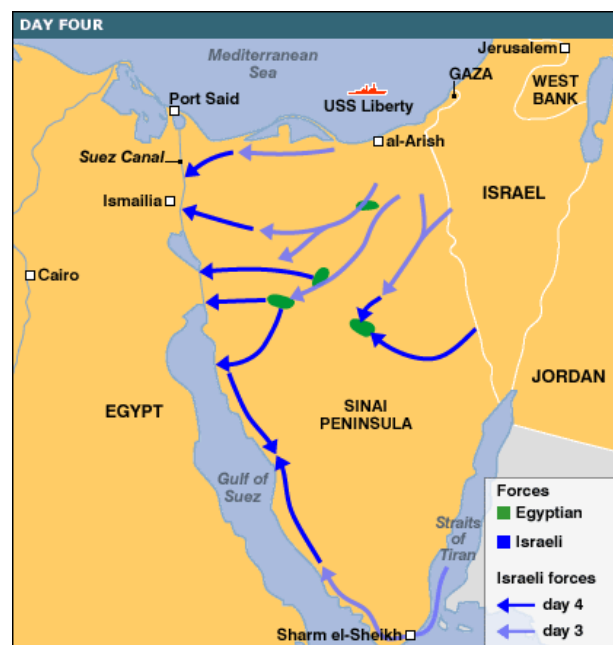 DAY FOUR
Mediterranean
Sea
Jerusalem
GAZA
WEST
BANK
Port Said
USS Liberty
al-Arish
Suez Canal
Ismailia
ISRAEL
Cairo
JORDAN
EGYPT
SINAI
PENINSULA
Gulf of
Suez
Straits
of
Tiran
Sharm el-Sheikh
Forces
Egyptian
Israeli
Israeli forces
day 4
day 3